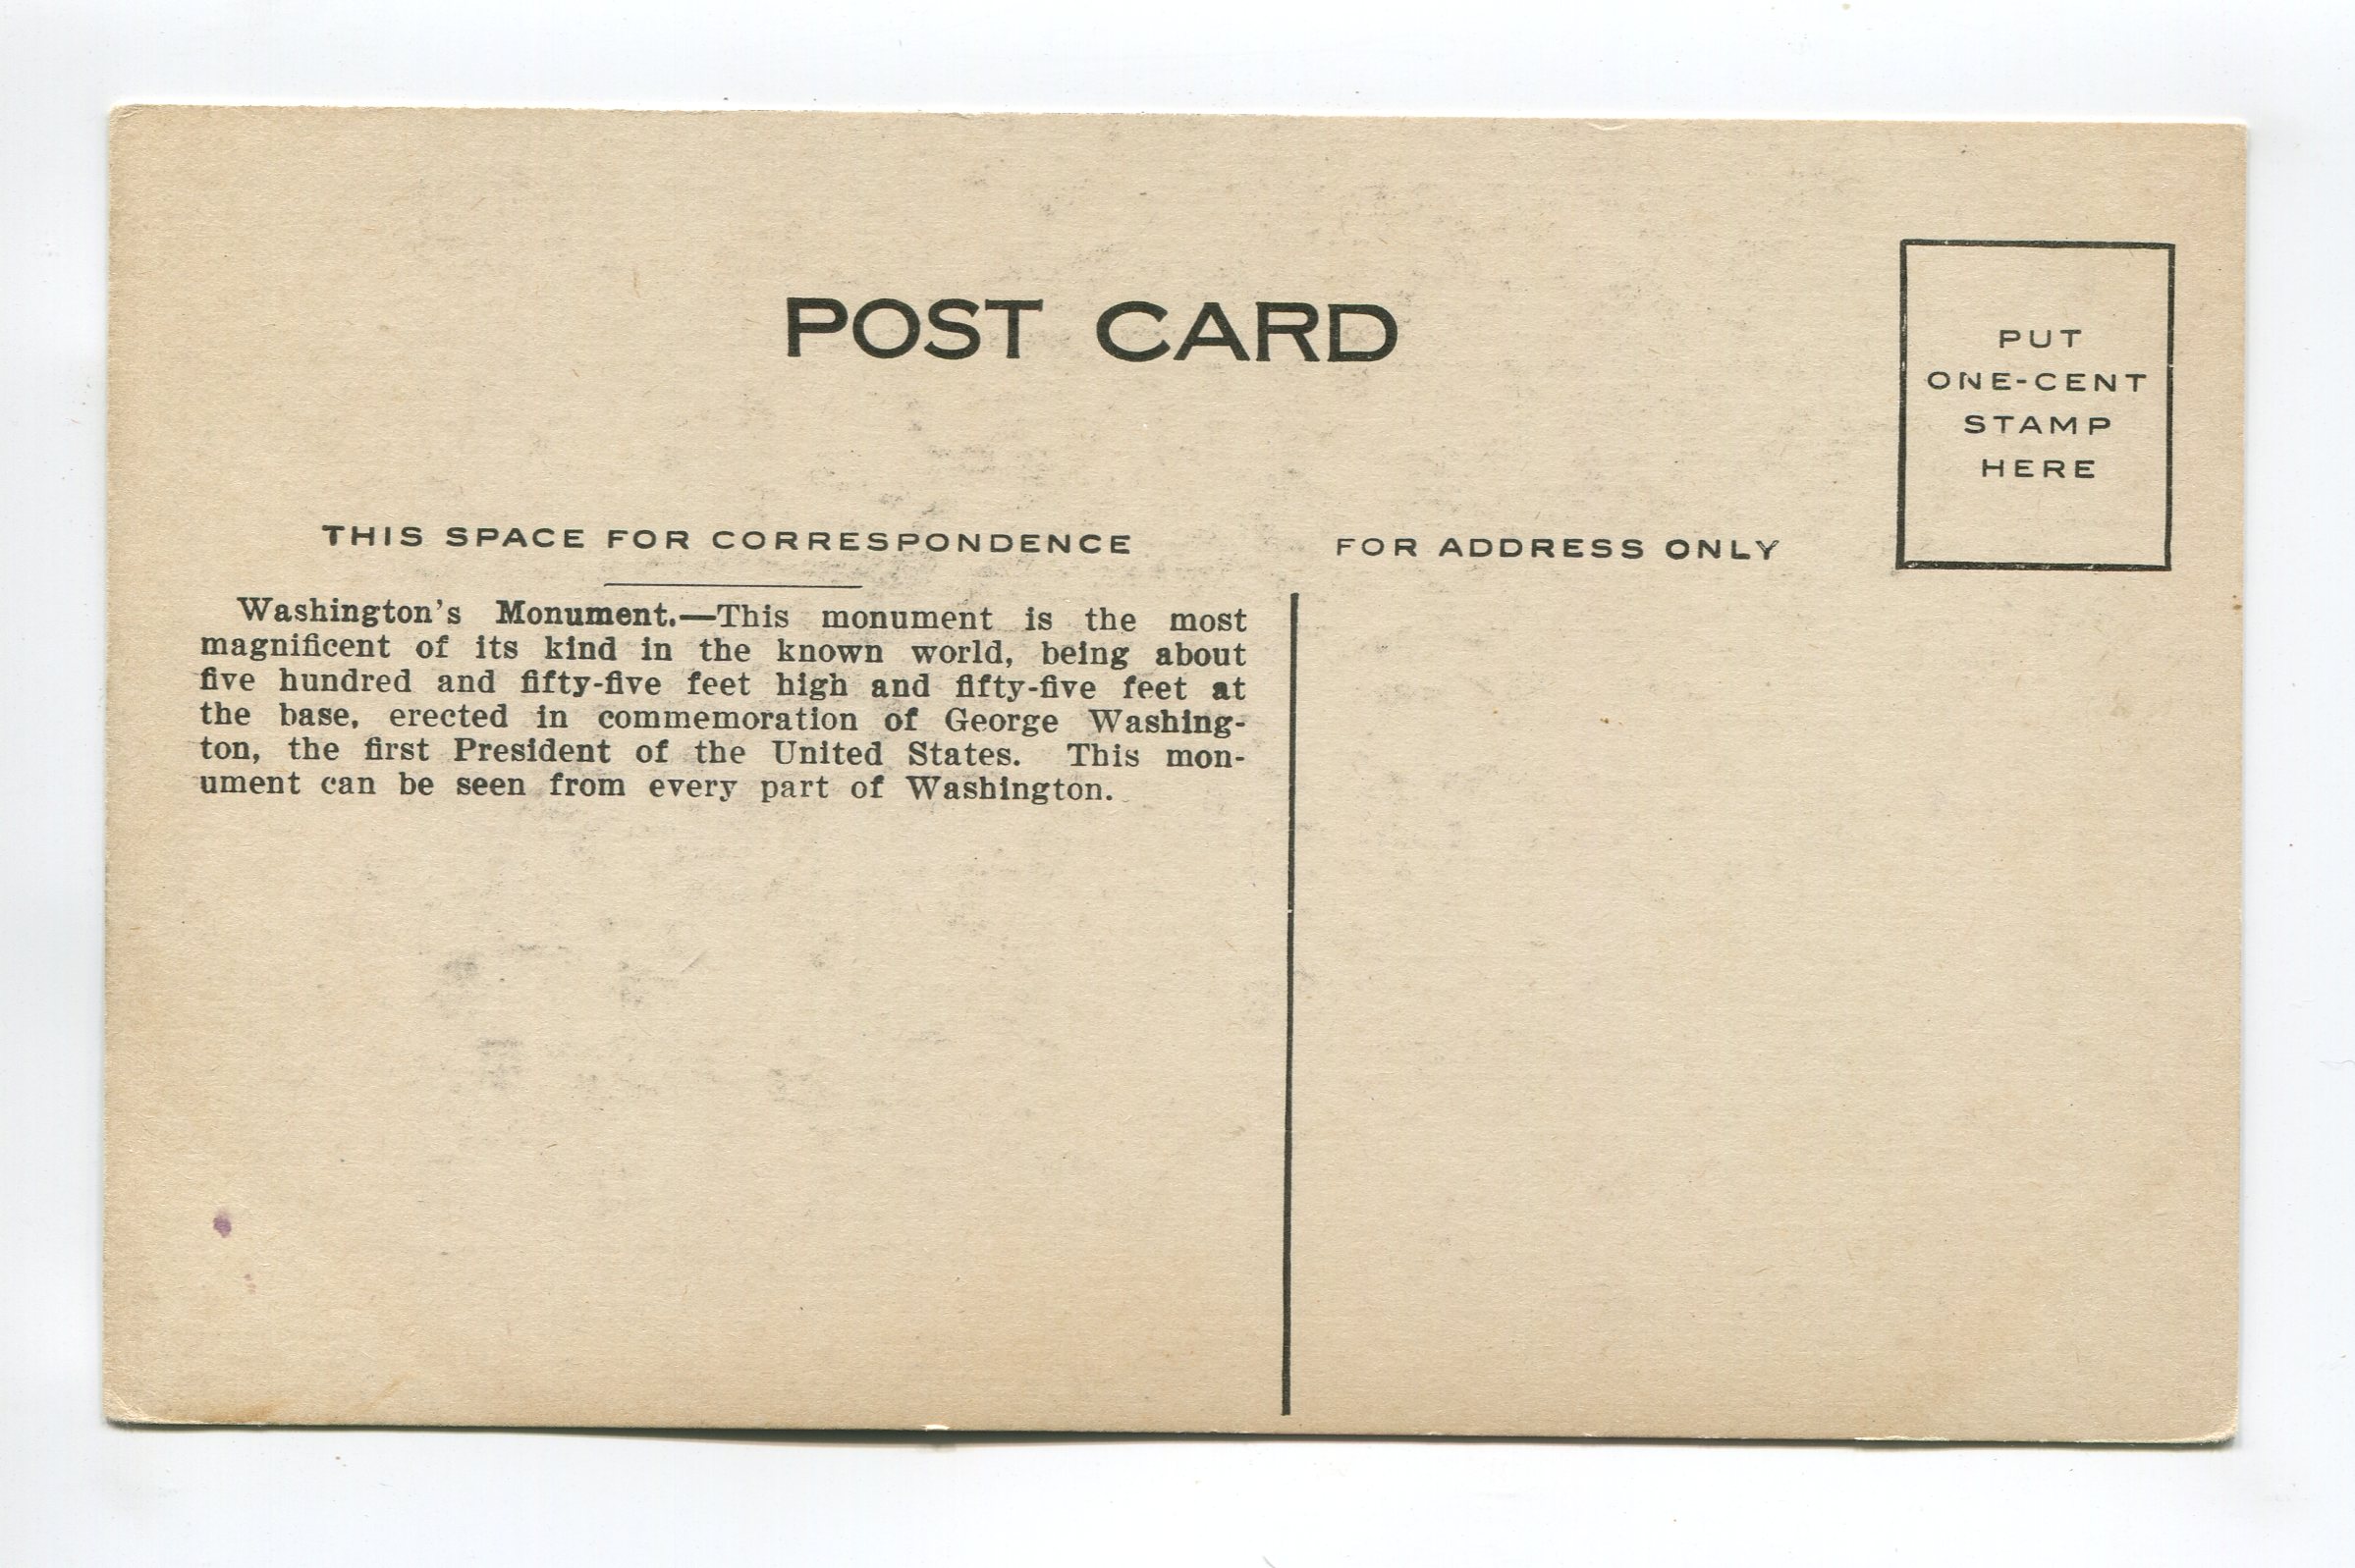 POST CARD
PUT
ONE-CENT
STAMP
HERE
THIS SPACE FOR CORRESPONDENCE
FOR ADDRESS ONLY
Washington's Monument.—This monument is the most
magnificent of its kind in the known world, being about
five hundred and fifty-five feet high and fifty-five feet at
the base, erected in commemoration of George Washing-
ton, the first President of the United States. This mon-
ument can be seen from every part of Washington.